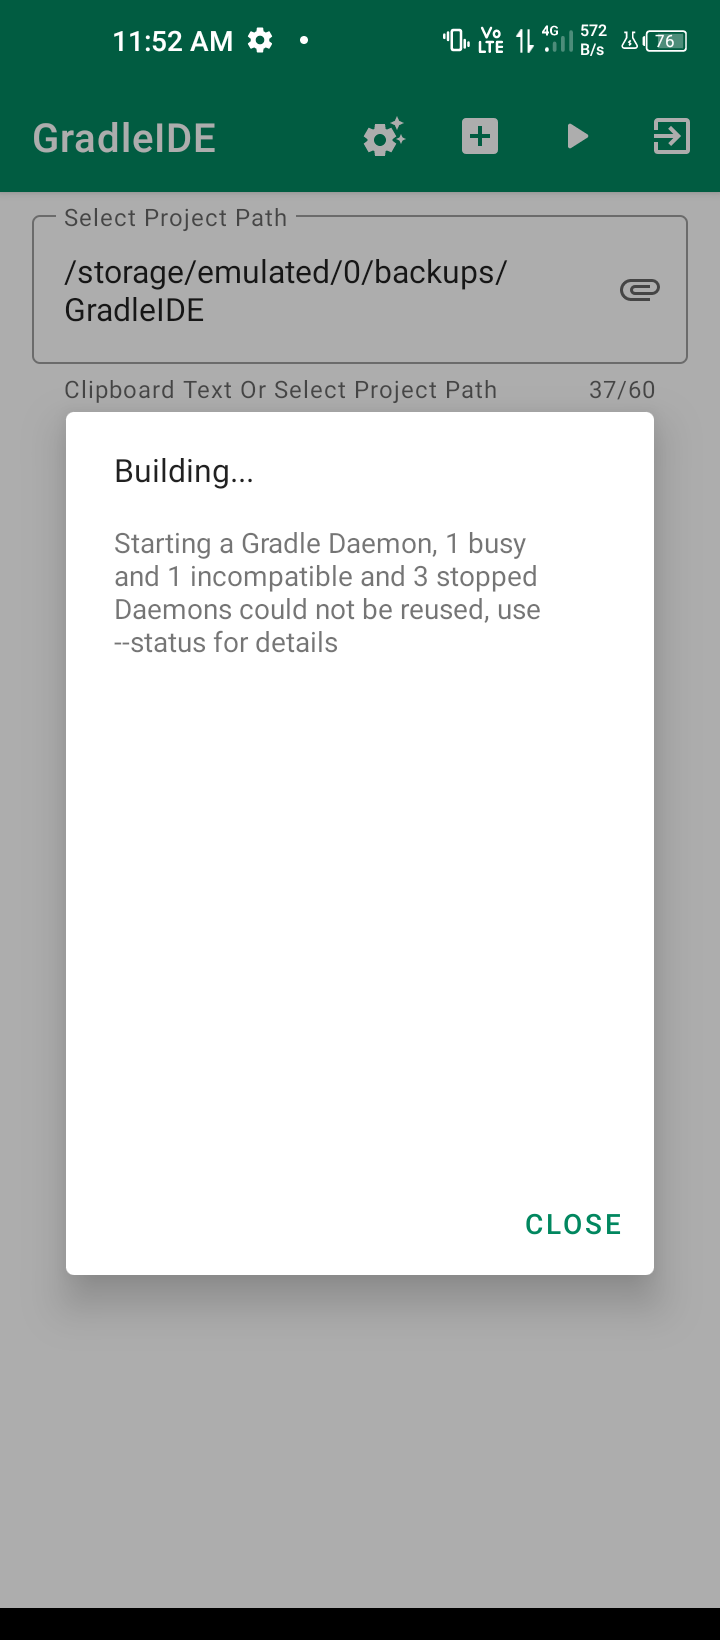 11:52 AM
Vo
LTE
4G
572
B/s
76
GradleIDE
Select Project Path
/storage/emulated/0/backups/
GradleIDE
Clipboard Text Or Select Project Path 37/60
Building...
Starting a Gradle Daemon, 1 busy
and 1 incompatible and 3 stopped
Daemons could not be reused, use
--status for details
CLOSE